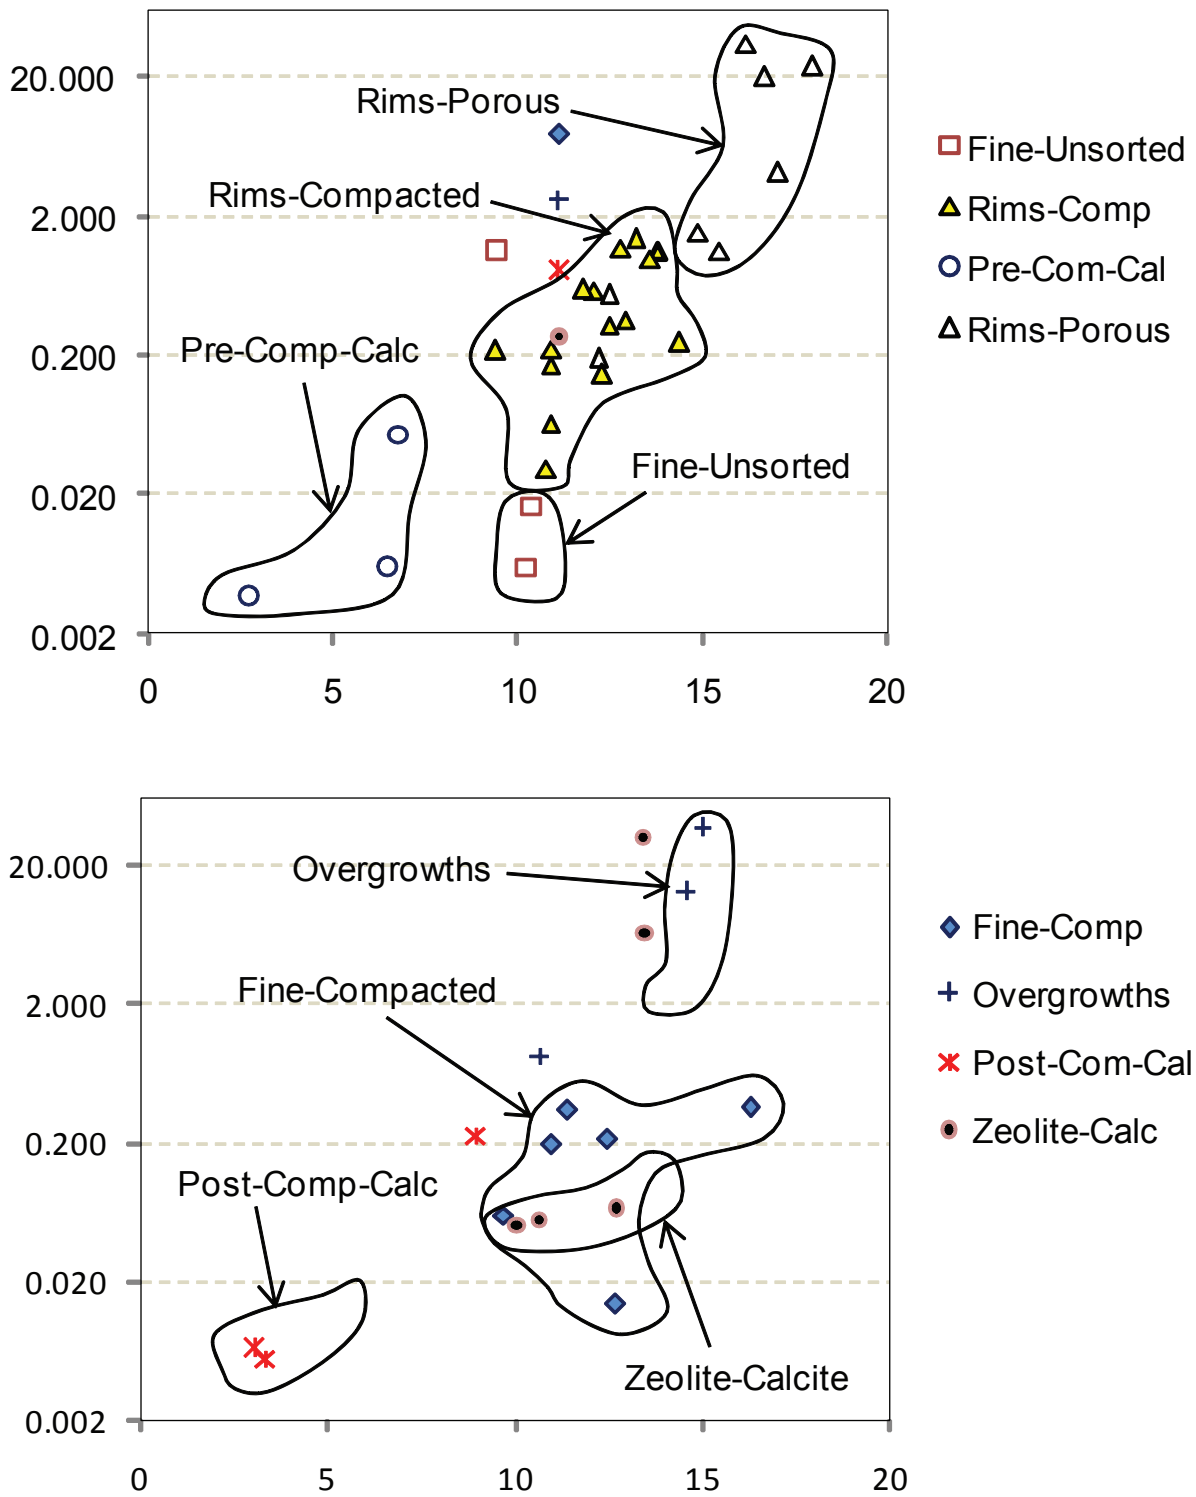 20.000
Rims-Porous
Fine-Unsorted
Rims-Compacted
2.000
Rims-Comp
Pre-Com-Cal
Rims-Porous
Pre-Comp-Calc
0.200
Fine-Unsorted
0.020
0.002
0 5 10 15 20
20.000
Overgrowths
Fine-Comp
Fine-Compacted
2.000
Overgrowths
Post-Com-Cal
0.200
Zeolite-Calc
Post-Comp-Calc
0.020
Zeolite-Calcite
0.002
0 5 10 15 20